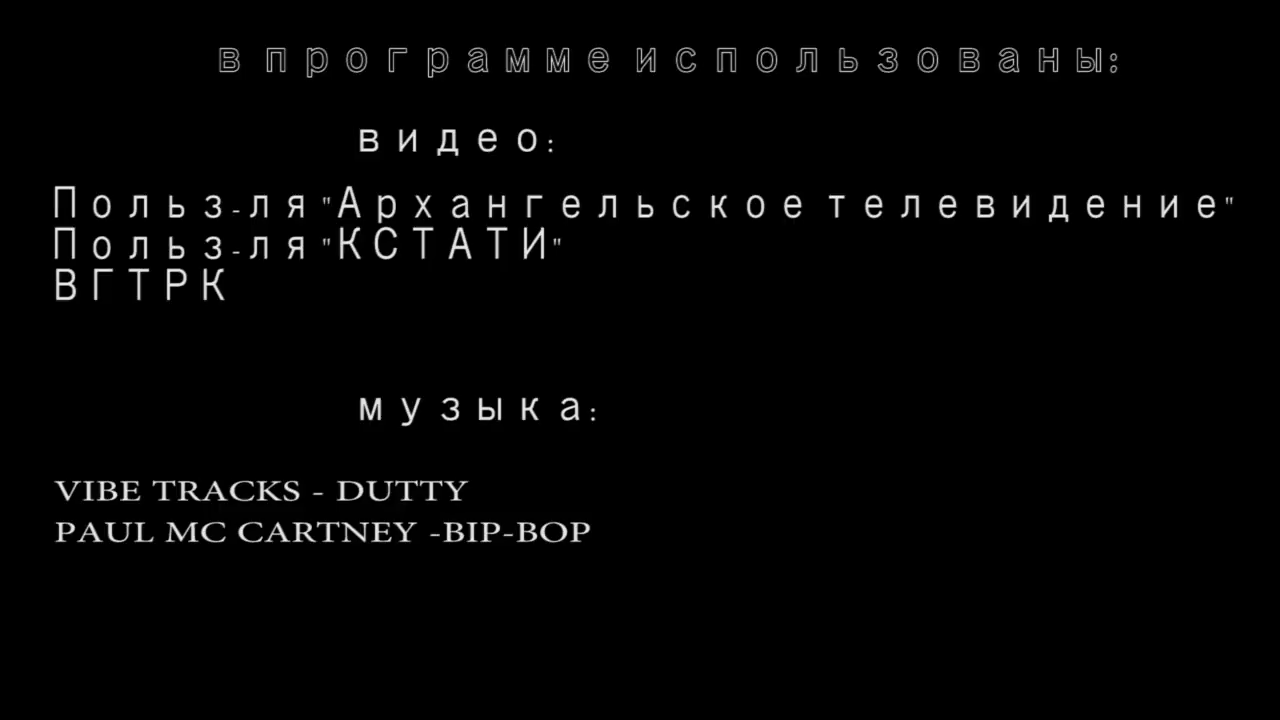 в программе использованы:
видео:
Польз-ля "Архангельское телевидение"
Польз-ля "КСТАТИ"
ВГТРК
музыка:
VIBE TRACKS - DUTTY
PAUL MC CARTNEY -BIP-BOP